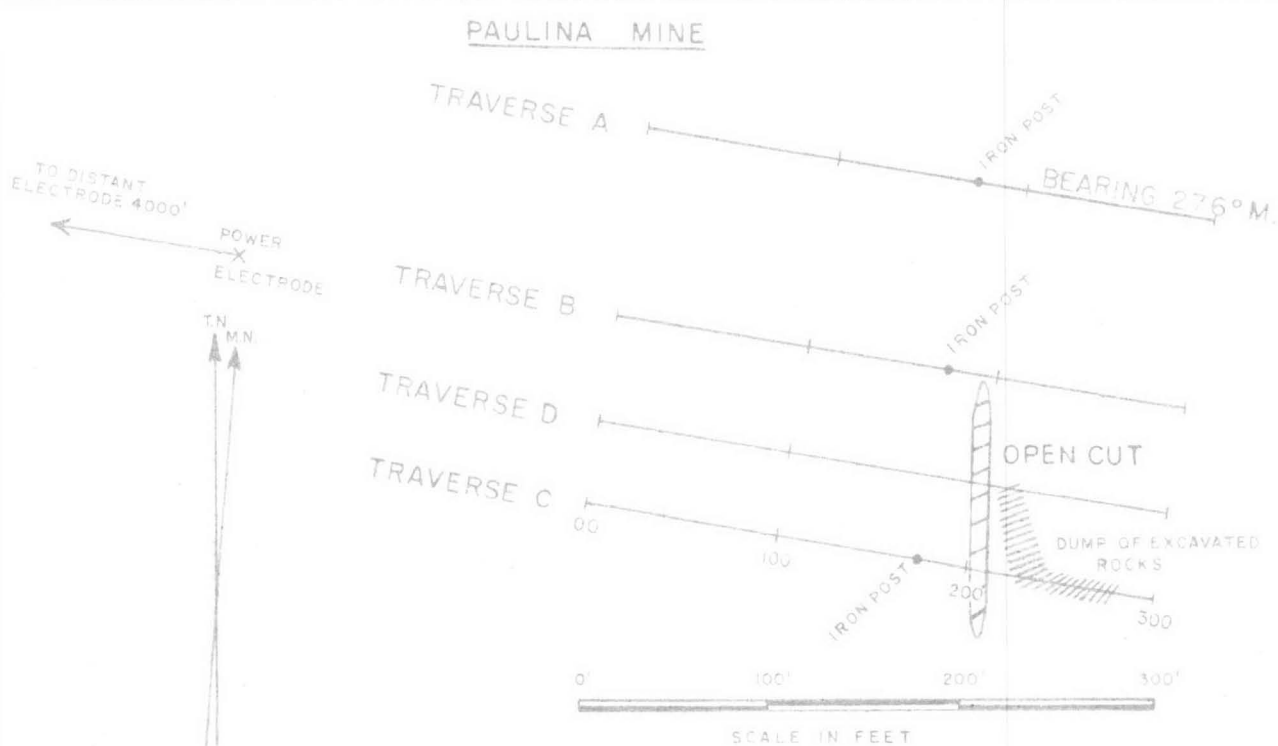 PAULINA MINE
TRAVERSE A
IRON POST
BEARING 276° M.
TO DISTANT
ELECTRODE 4000'
POWER
ELECTRODE
T.N.
M.N.
TRAVERSE B
IRON POST
TRAVERSE D
OPEN CUT
TRAVERSE C
00
100
200
300
IRON POST
DUMP OF EXCAVATED
ROCKS
0' 100' 200' 300'
SCALE IN FEET